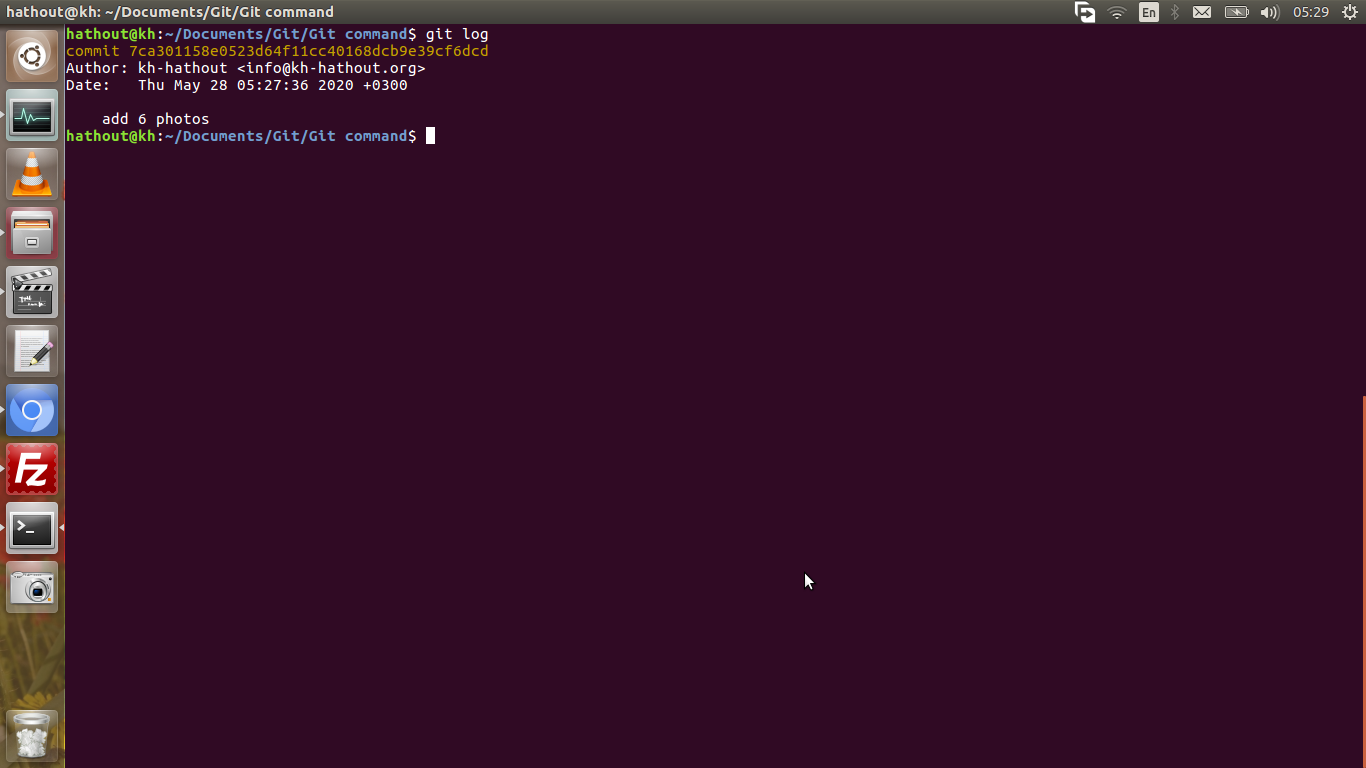 hathout@kh: ~/Documents/Git/Git command
En
05:29
hathout@kh:~/Documents/Git/Git command$ git log
commit 7ca301158e0523d64f11cc40168dcb9e39cf6dcd
Author: kh-hathout <info@kh-hathout.org>
Date:   Thu May 28 05:27:36 2020 +0300
    add 6 photos
hathout@kh:~/Documents/Git/Git command$
Fz
>_